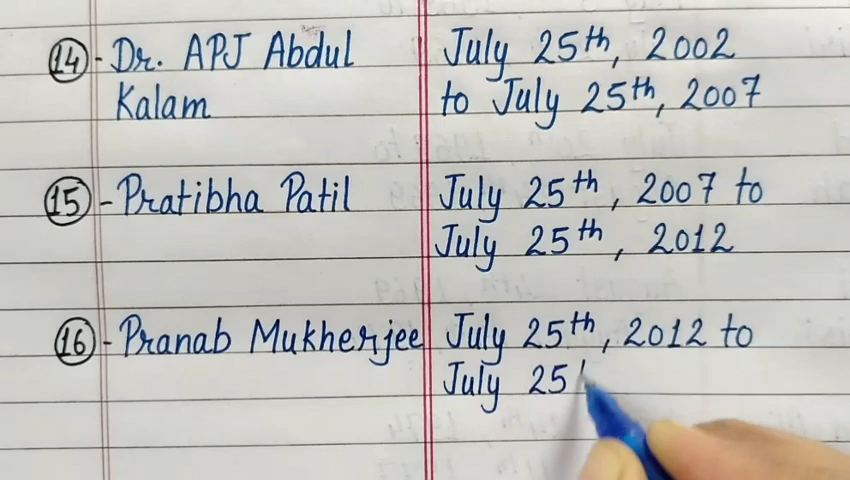 14 - Dr. APJ Abdul July 25th, 2002
Kalam to July 25th, 2007
15 - Pratibha Patil July 25th, 2007 to
July 25th, 2012
16 - Pranab Mukherjee July 25th, 2012 to
July 25